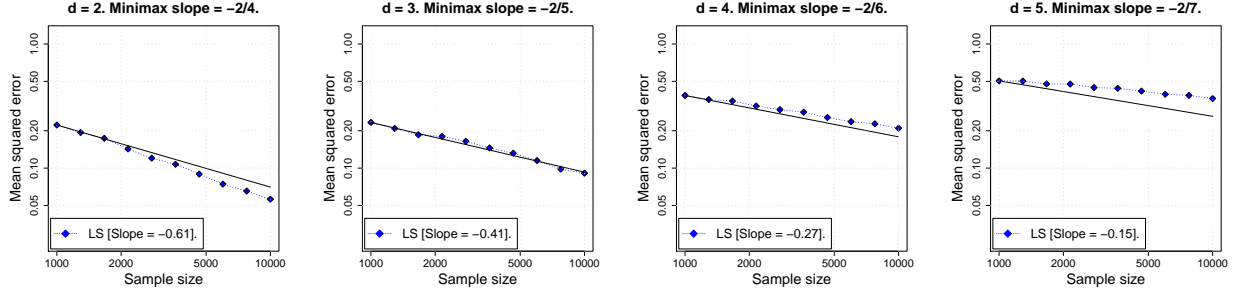 d = 2. Minimax slope = −2/4.
Mean squared error
1.00
0.50
0.20
0.10
0.05
LS [Slope = −0.61].
1000 2000 5000 10000
Sample size
d = 3. Minimax slope = −2/5.
Mean squared error
1.00
0.50
0.20
0.10
0.05
LS [Slope = −0.41].
1000 2000 5000 10000
Sample size
d = 4. Minimax slope = −2/6.
Mean squared error
1.00
0.50
0.20
0.10
0.05
LS [Slope = −0.27].
1000 2000 5000 10000
Sample size
d = 5. Minimax slope = −2/7.
Mean squared error
1.00
0.50
0.20
0.10
0.05
LS [Slope = −0.15].
1000 2000 5000 10000
Sample size